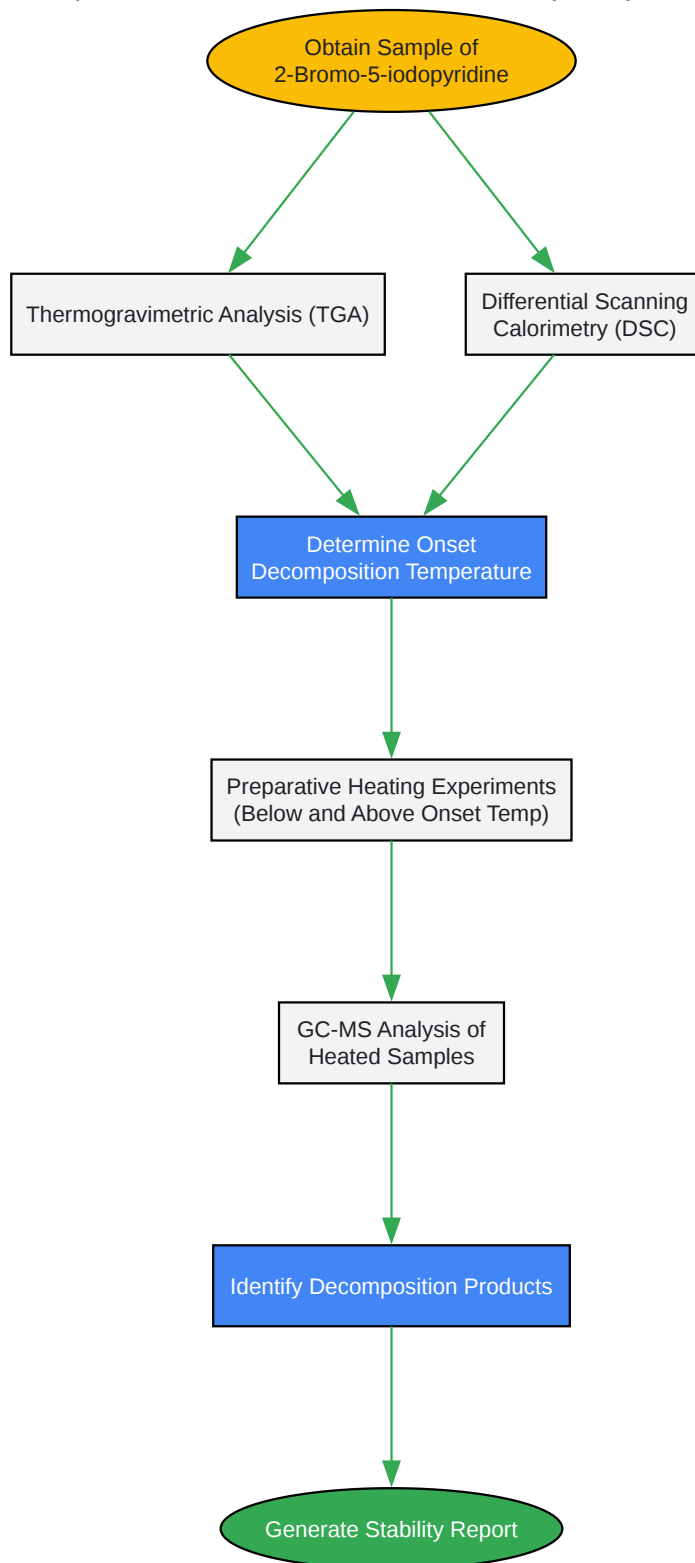 Obtain Sample of
2-Bromo-5-iodopyridine
Thermogravimetric Analysis (TGA)
Differential Scanning
Calorimetry (DSC)
Determine Onset
Decomposition Temperature
Preparative Heating Experiments
(Below and Above Onset Temp)
GC-MS Analysis of
Heated Samples
Identify Decomposition Products
Generate Stability Report